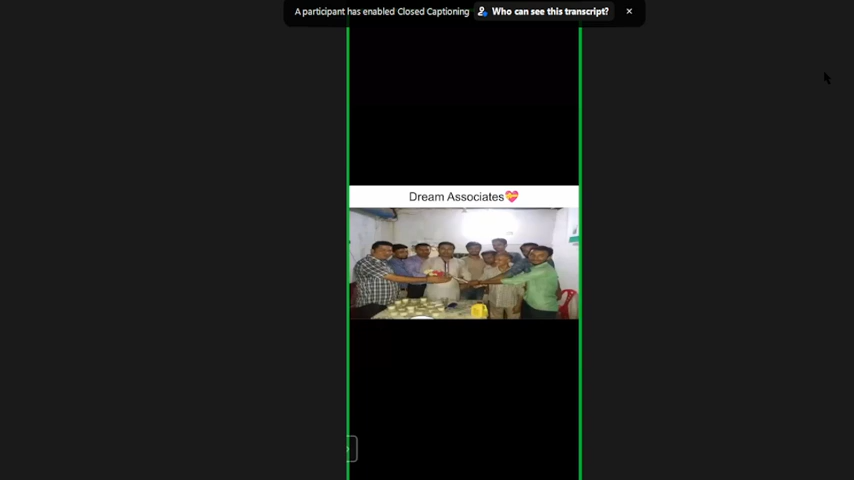 A participant has enabled Closed Captioning Who can see this transcript?
Dream Associates💝